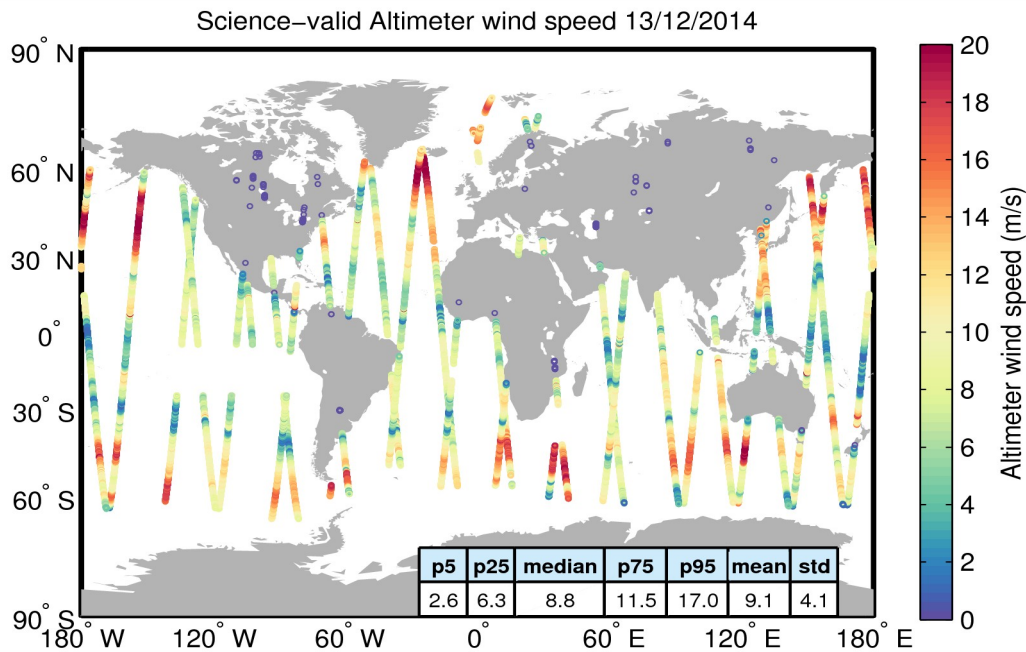 Science−valid Altimeter wind speed 13/12/2014
90° N
60° N
30° N
0°
30° S
60° S
90° S
180° W
120° W
60° W
0°
60° E
120° E
180° E
p5 p25 median p75 p95 mean std
2.6 6.3 8.8 11.5 17.0 9.1 4.1
20
18
16
14
12
10
8
6
4
2
0
Altimeter wind speed (m/s)